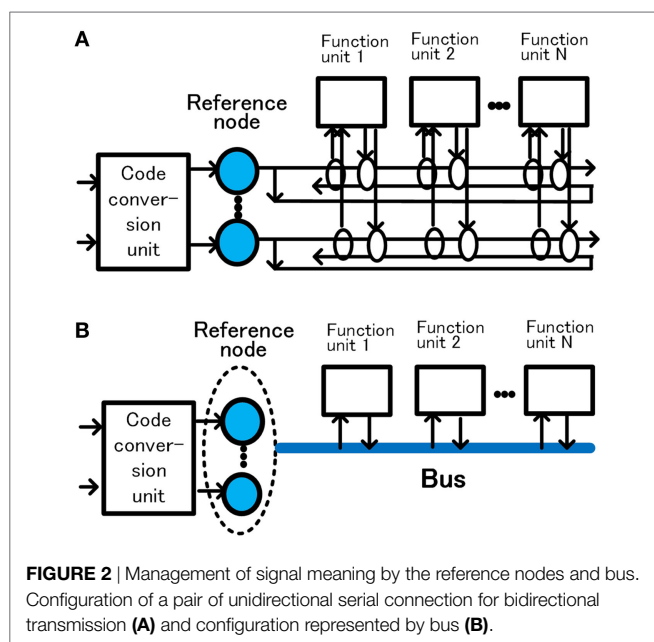 A
Function
unit 1
Function
unit 2
Function
unit N
Reference
node
Code
conver-
sion
unit
B
Reference
node
Function
unit 1
Function
unit 2
Function
unit N
Code
conver-
sion
unit
Bus
FIGURE 2 | Management of signal meaning by the reference nodes and bus.
Configuration of a pair of unidirectional serial connection for bidirectional
transmission (A) and configuration represented by bus (B).